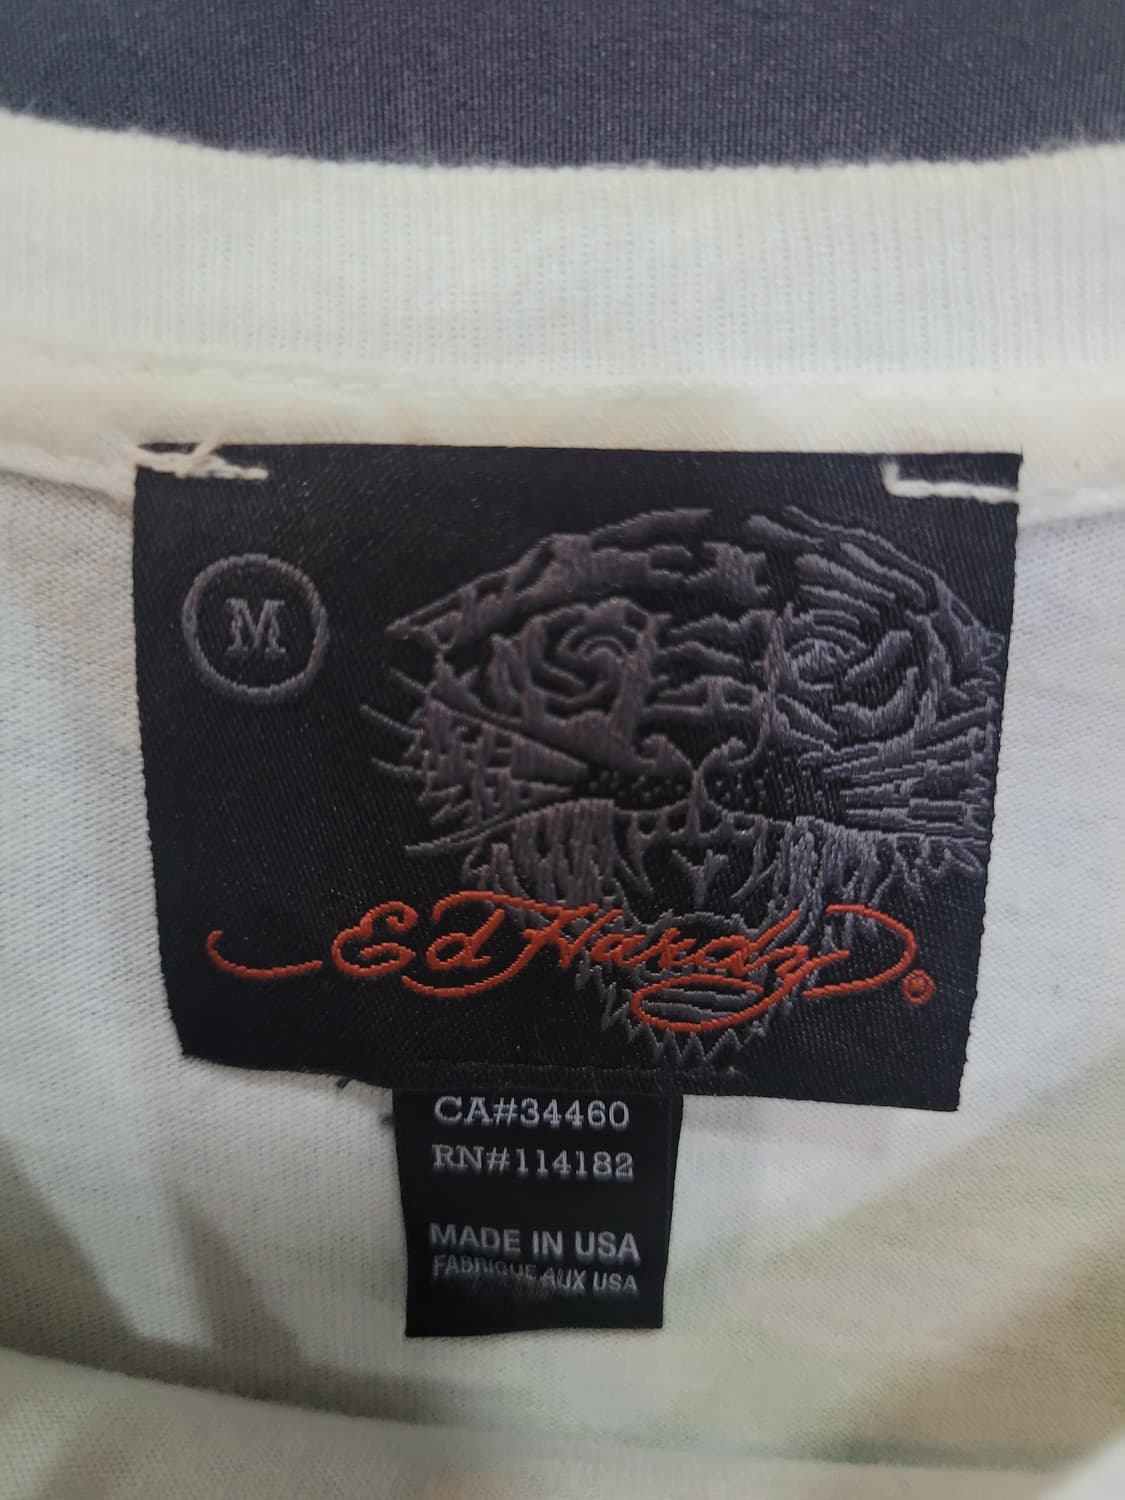 M
Ed Hardy®
CA#34460
RN#114182
MADE IN USA
FABRIQUE AUX USA